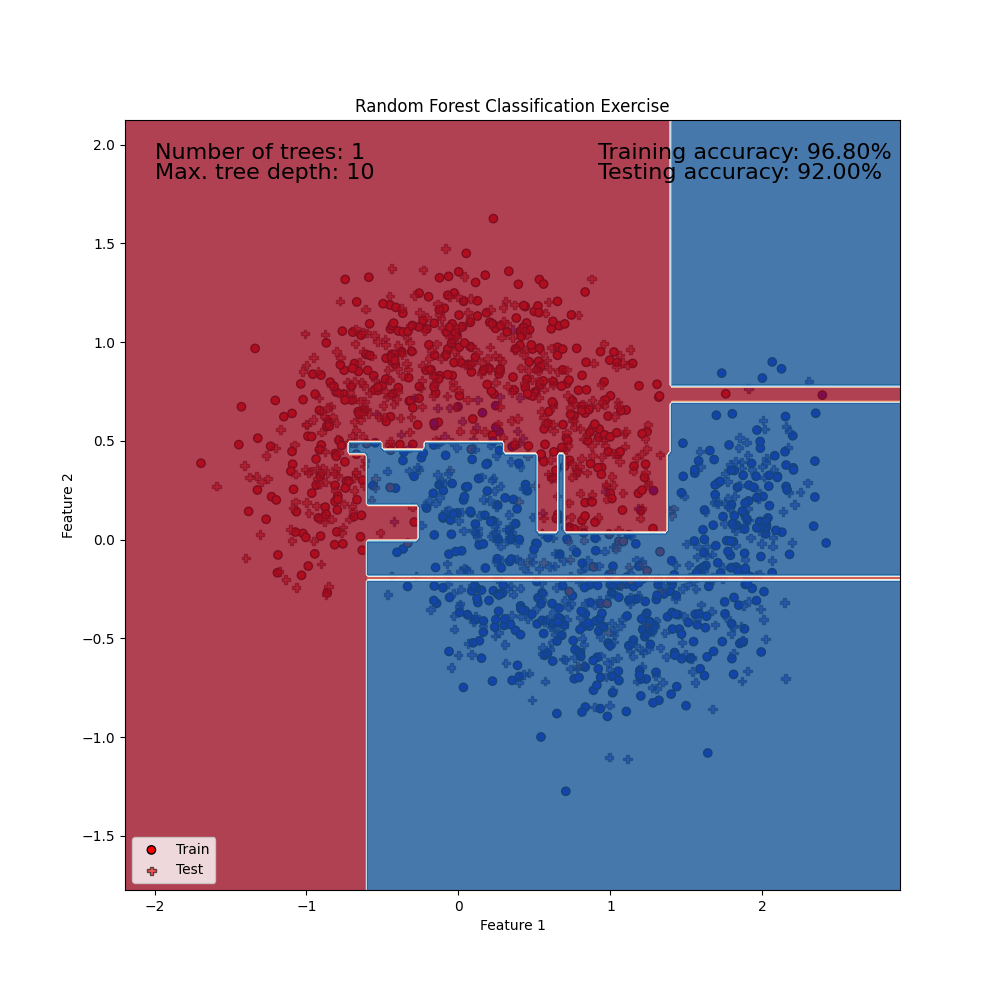 Random Forest Classification Exercise
Number of trees: 1
Max. tree depth: 10
Training accuracy: 96.80%
Testing accuracy: 92.00%
2.0
1.5
1.0
0.5
0.0
−0.5
−1.0
−1.5
Feature 2
Train
Test
−2
−1
0
1
2
Feature 1